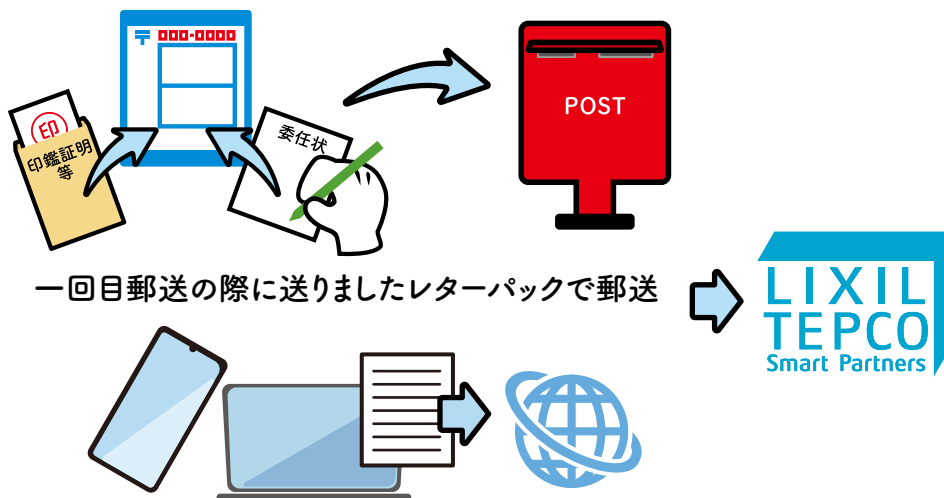 〒 000-0000
印
印鑑証明
等
委任状
POST
一回目郵送の際に送りましたレターパックで郵送
LIXIL
TEPCO
Smart Partners